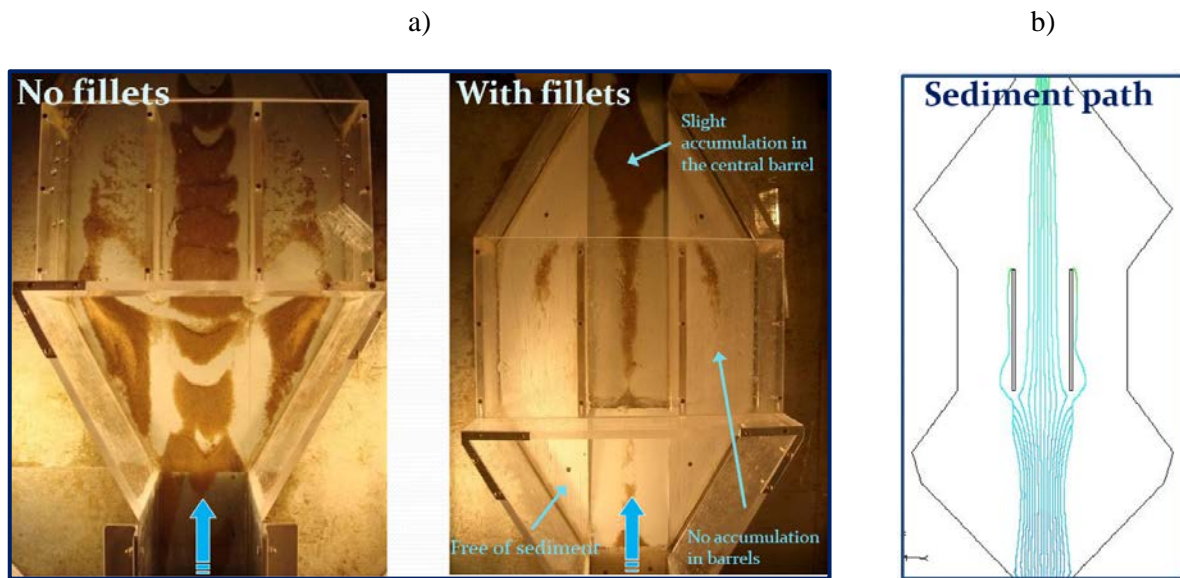 a)
b)
No fillets
With fillets
Sediment path
Slight
accumulation in
the central barrel
Free of sediment
No accumulation
in barrels